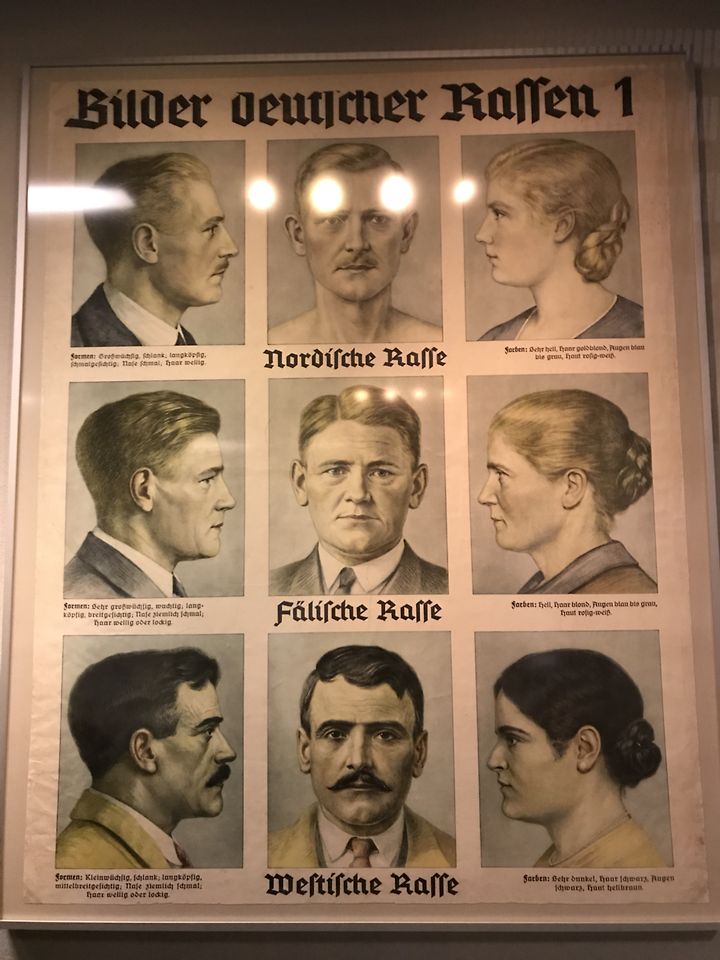 Bilder deutſcher Raſſen 1
Formen: Großwüchſig, ſchlank; langköpfig,
ſchmalgeſichtig; Naſe ſchmal; Haar wellig.
Nordiſche Raſſe
Farben: Sehr hell, Haar goldblond, Augen blau
bis grau, Haut roſig-weiß.
Formen: Sehr großwüchſig, wuchtig; lang-
köpfig, breitgeſichtig; Naſe ziemlich ſchmal;
Haar wellig oder lockig.
Fäliſche Raſſe
Farben: Hell, Haar blond, Augen blau bis grau,
Haut roſig-weiß.
Formen: Kleinwüchſig, ſchlank; langköpfig,
mittelbreitgeſichtig; Naſe ziemlich ſchmal;
Haar wellig oder lockig.
Weſtiſche Raſſe
Farben: Sehr dunkel, Haar ſchwarz, Augen
ſchwarz, Haut hellbraun.